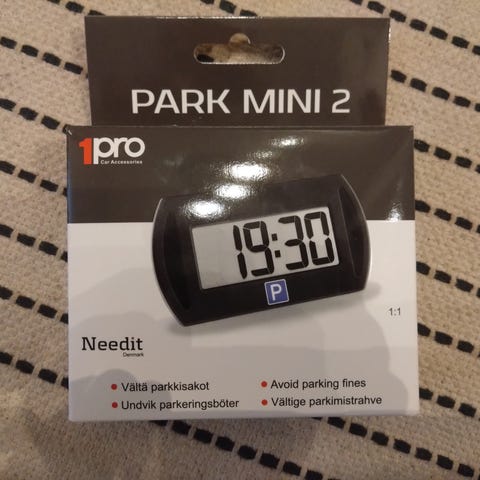 PARK MINI 2
1pro
Car Accessories
19:30
P
1:1
Needit
Denmark
• Vältä parkkisakot
• Avoid parking fines
• Undvik parkeringsböter
• Vältige parkimistrahve